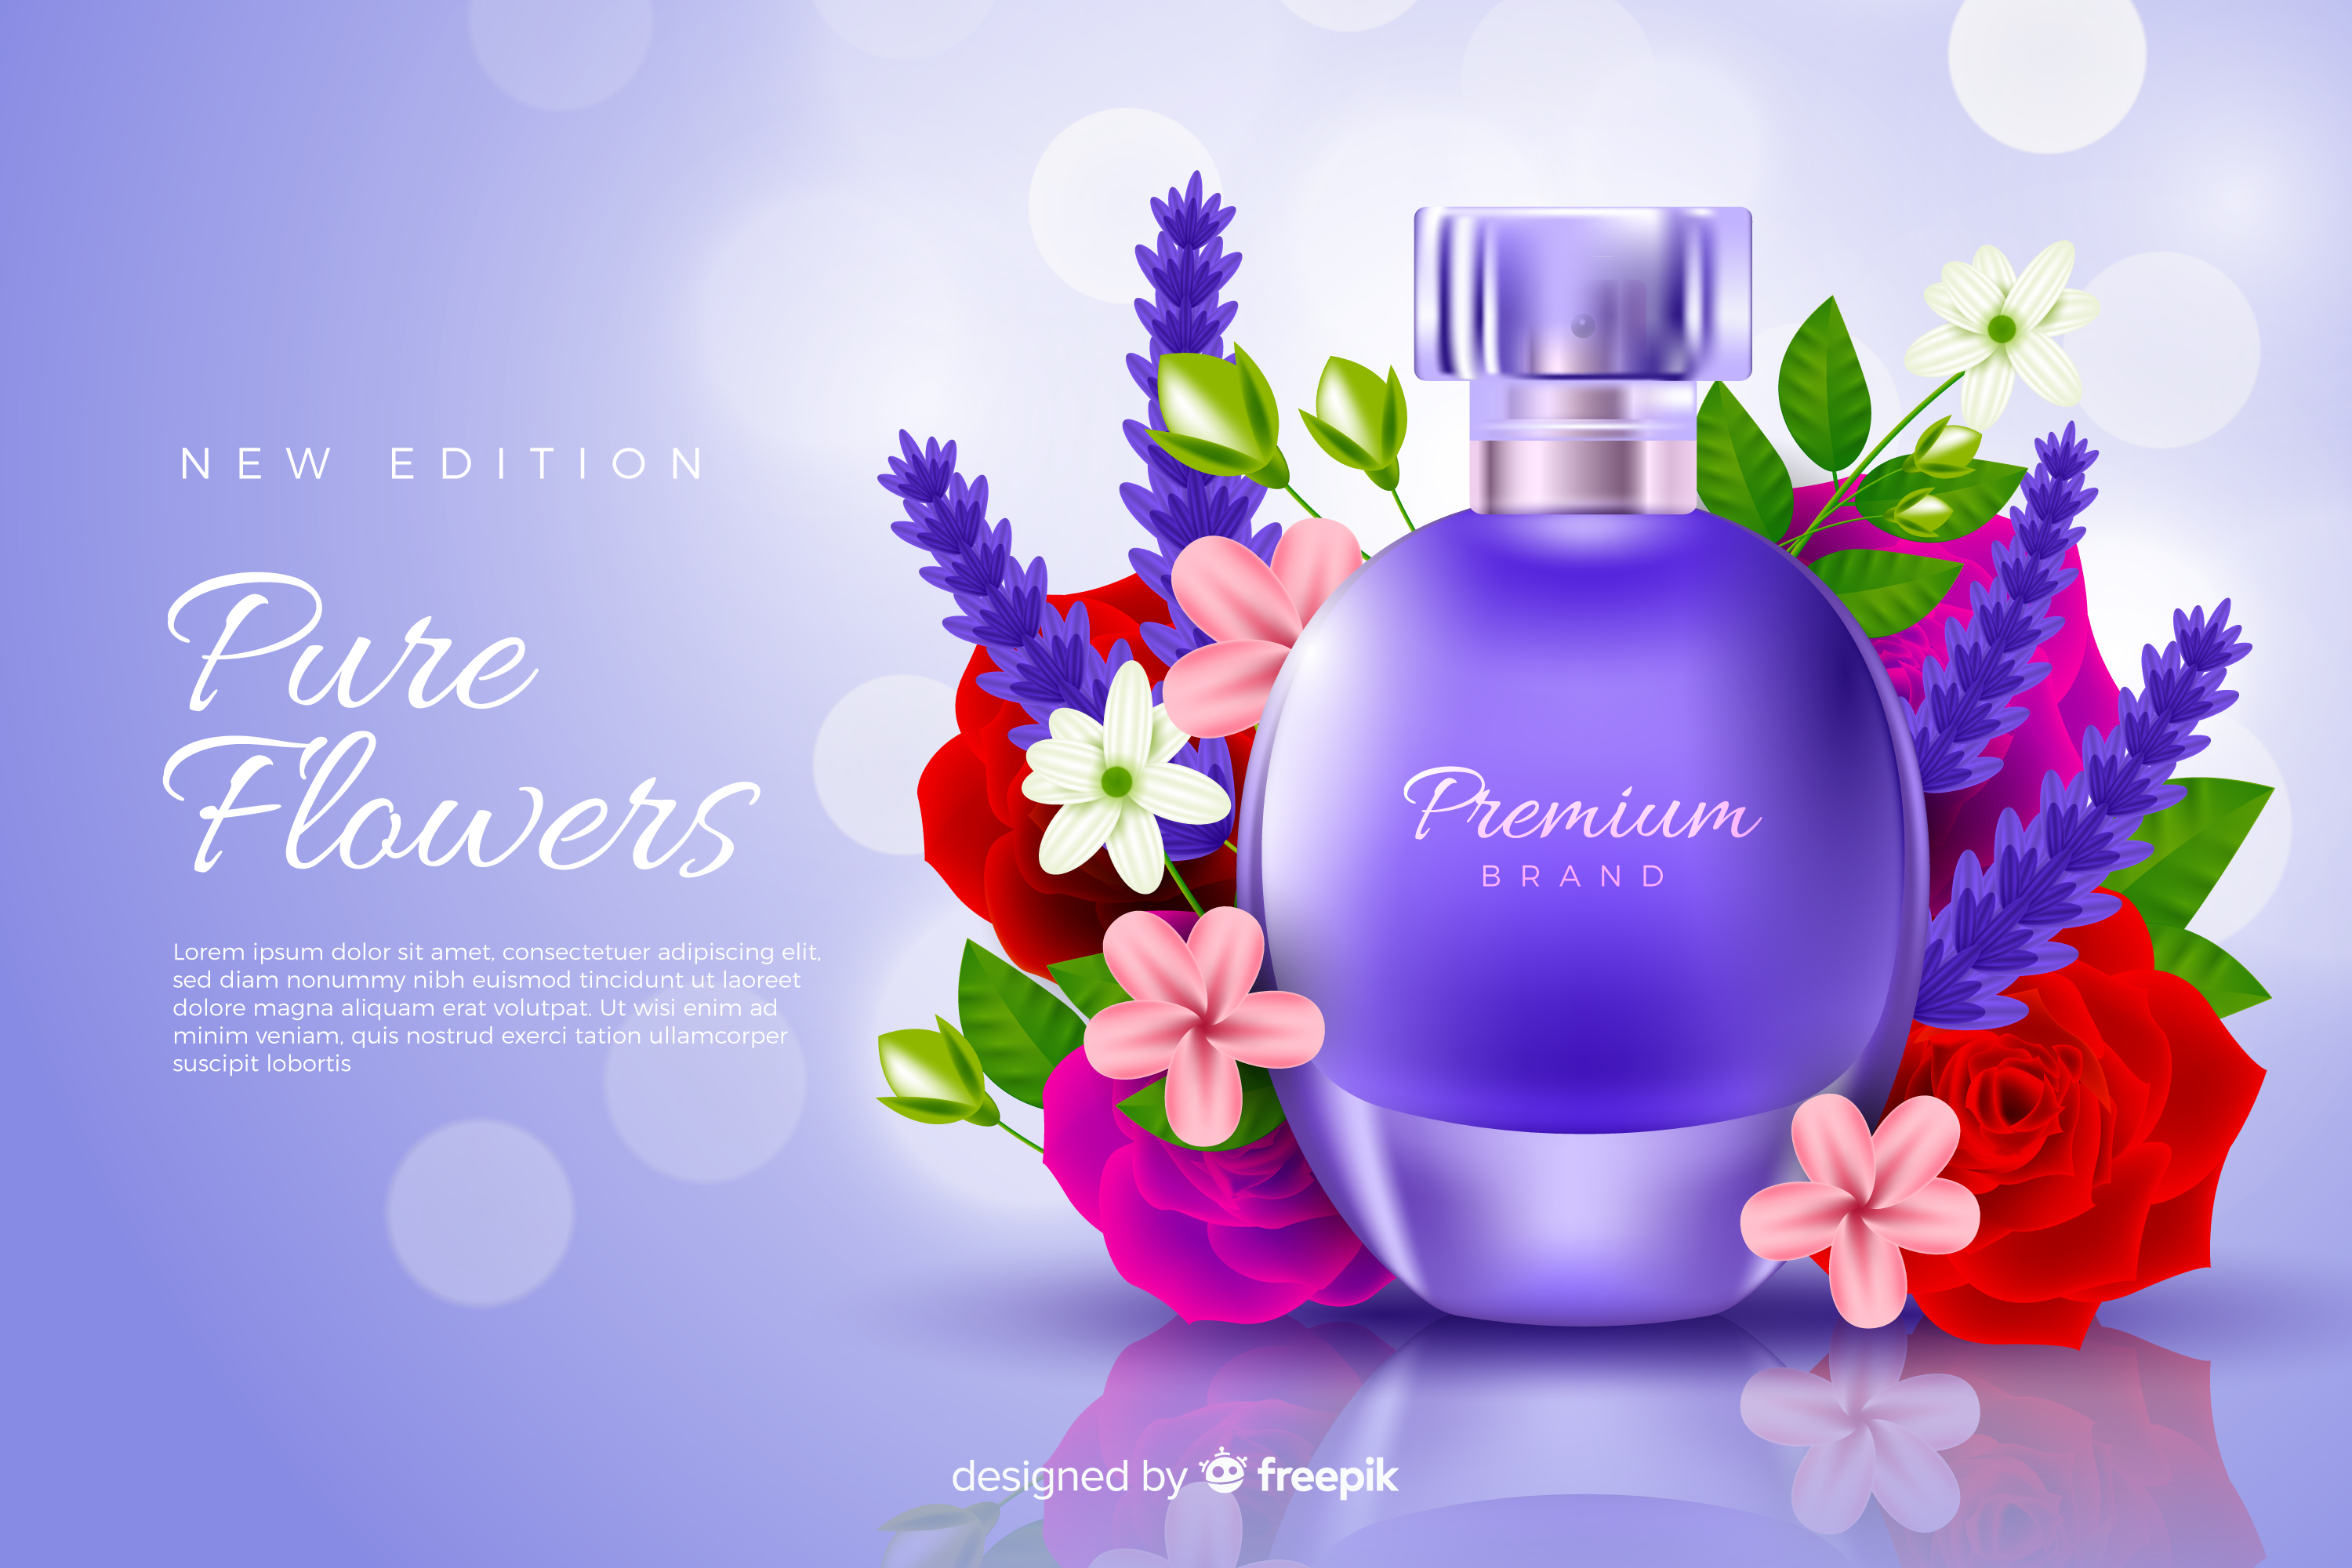 NEW EDITION
Pure
Flowers
Lorem ipsum dolor sit amet, consectetuer adipiscing elit,
sed diam nonummy nibh euismod tincidunt ut laoreet
dolore magna aliquam erat volutpat. Ut wisi enim ad
minim veniam, quis nostrud exerci tation ullamcorper
suscipit lobortis
Premium
BRAND
designed by freepik